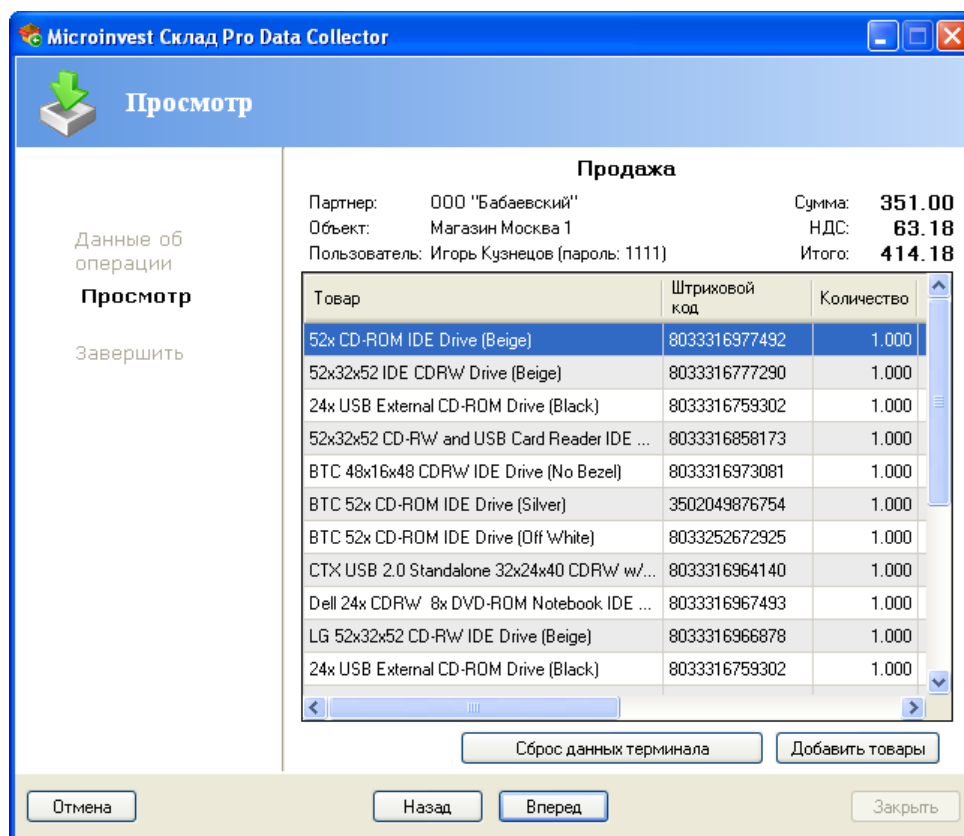 Microinvest Склад Pro Data Collector
Просмотр
Данные об
операции
Просмотр
Завершить
Продажа
Партнер: ООО "Бабаевский" Сумма: 351.00
Объект: Магазин Москва 1 НДС: 63.18
Пользователь: Игорь Кузнецов (пароль: 1111) Итого: 414.18
Товар Штриховой код Количество
52x CD-ROM IDE Drive (Beige) 8033316977492 1.000
52x32x52 IDE CDRW Drive (Beige) 8033316777290 1.000
24x USB External CD-ROM Drive (Black) 8033316759302 1.000
52x32x52 CD-RW and USB Card Reader IDE ... 8033316858173 1.000
BTC 48x16x48 CDRW IDE Drive (No Bezel) 8033316973081 1.000
BTC 52x CD-ROM IDE Drive (Silver) 3502049876754 1.000
BTC 52x CD-ROM IDE Drive (Off White) 8033252672925 1.000
CTX USB 2.0 Standalone 32x24x40 CDRW w/... 8033316964140 1.000
Dell 24x CDRW 8x DVD-ROM Notebook IDE ... 8033316967493 1.000
LG 52x32x52 CD-RW IDE Drive (Beige) 8033316966878 1.000
24x USB External CD-ROM Drive (Black) 8033316759302 1.000
Сброс данных терминала Добавить товары
Отмена Назад Вперед Закрыть